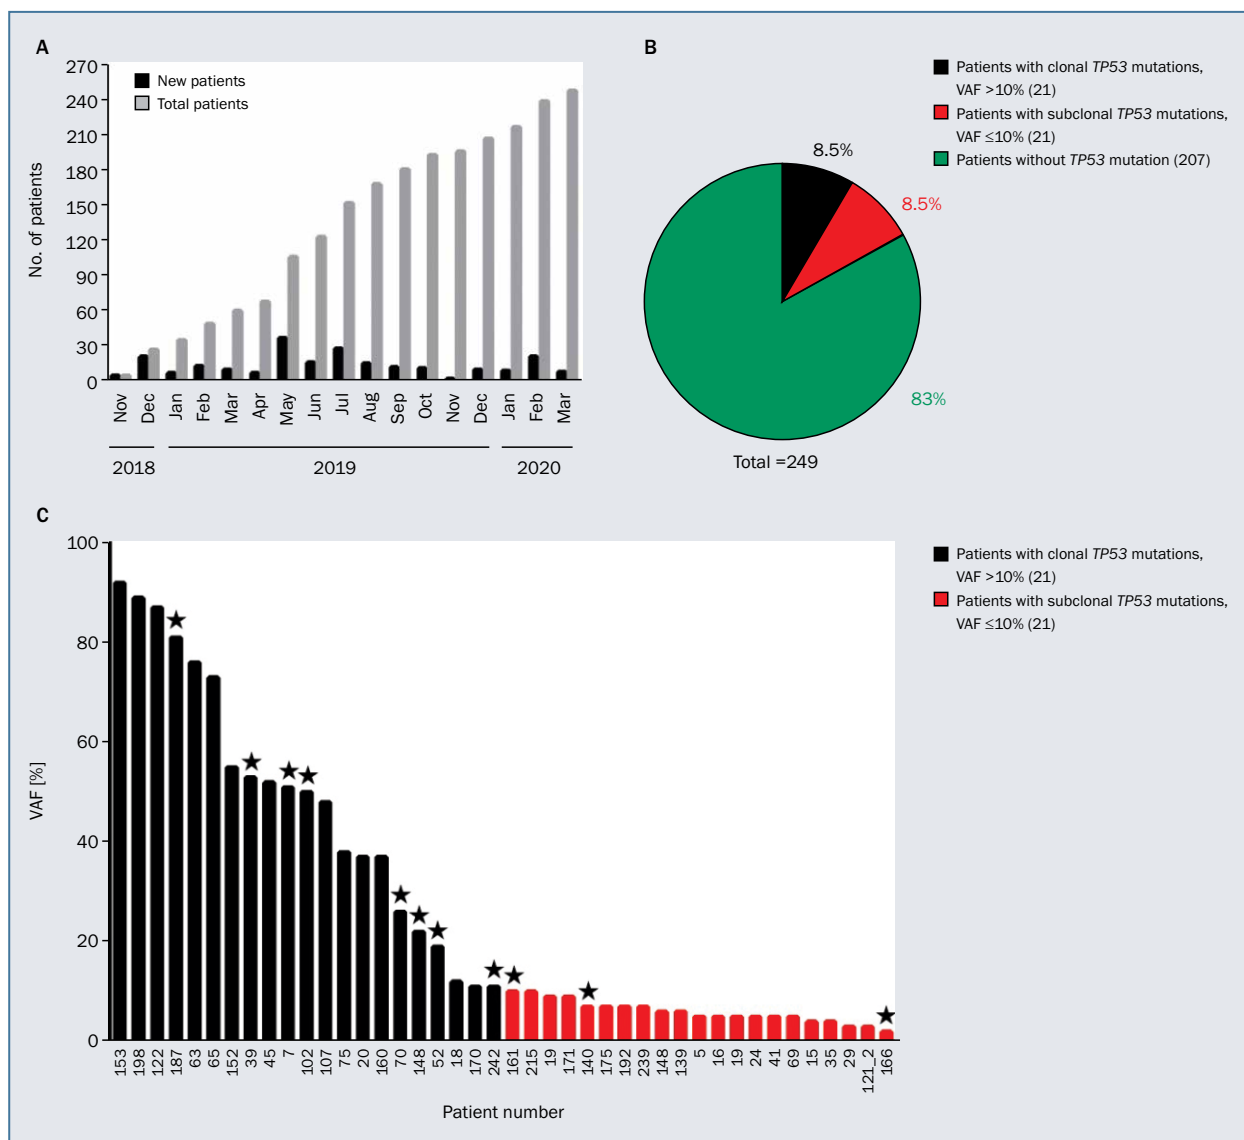 A
270
240
210
180
150
120
90
60
30
0
No. of patients
New patients
Total patients
Nov
Dec
Jan
Feb
Mar
Apr
May
Jun
Jul
Aug
Sep
Oct
Nov
Dec
Jan
Feb
Mar
2018
2019
2020
B
Patients with clonal TP53 mutations,
VAF >10% (21)
Patients with subclonal TP53 mutations,
VAF ≤10% (21)
Patients without TP53 mutation (207)
8.5%
8.5%
83%
Total =249
C
100
80
60
40
20
0
VAF [%]
Patients with clonal TP53 mutations,
VAF >10% (21)
Patients with subclonal TP53 mutations,
VAF ≤10% (21)
153
198
122
187
63
65
152
39
45
7
102
107
75
20
160
70
148
52
18
170
242
161
215
19
171
140
175
192
239
148
139
5
16
19
24
41
69
15
35
29
121_2
166
Patient number